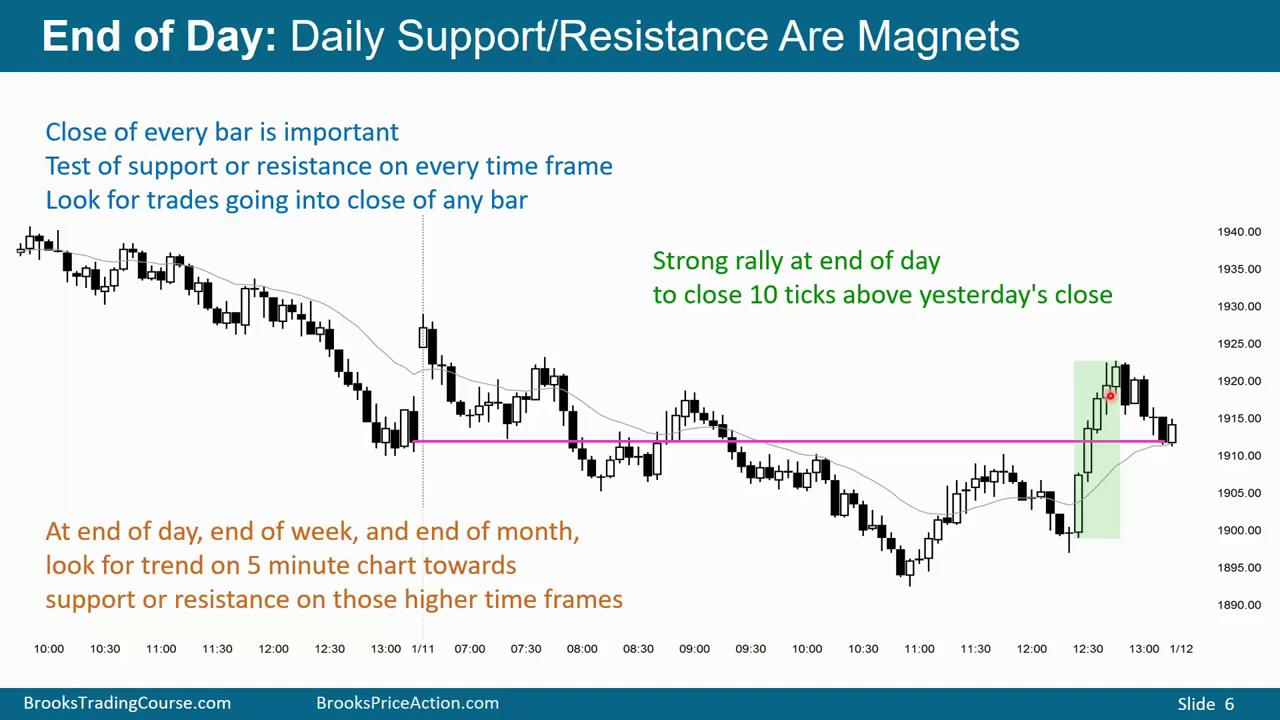 End of Day: Daily Support/Resistance Are Magnets
Close of every bar is important
Test of support or resistance on every time frame
Look for trades going into close of any bar
Strong rally at end of day
to close 10 ticks above yesterday's close
1940.00
1935.00
1930.00
1925.00
1920.00
1915.00
1910.00
1905.00
1900.00
1895.00
1890.00
At end of day, end of week, and end of month,
look for trend on 5 minute chart towards
support or resistance on those higher time frames
10:00 10:30 11:00 11:30 12:00 12:30 13:00 1/11 07:00 07:30 08:00 08:30 09:00 09:30 10:00 10:30 11:00 11:30 12:00 12:30 13:00 1/12
BrooksTradingCourse.com BrooksPriceAction.com Slide 6